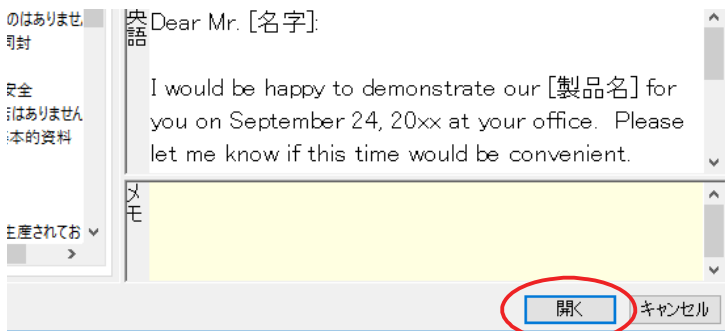 のはありませ
同封
安全
はありません
本的資料
生産されてお
英語
Dear Mr. [名字]:
I would be happy to demonstrate our [製品名] for
you on September 24, 20xx at your office.  Please
let me know if this time would be convenient.
メモ
開く
キャンセル